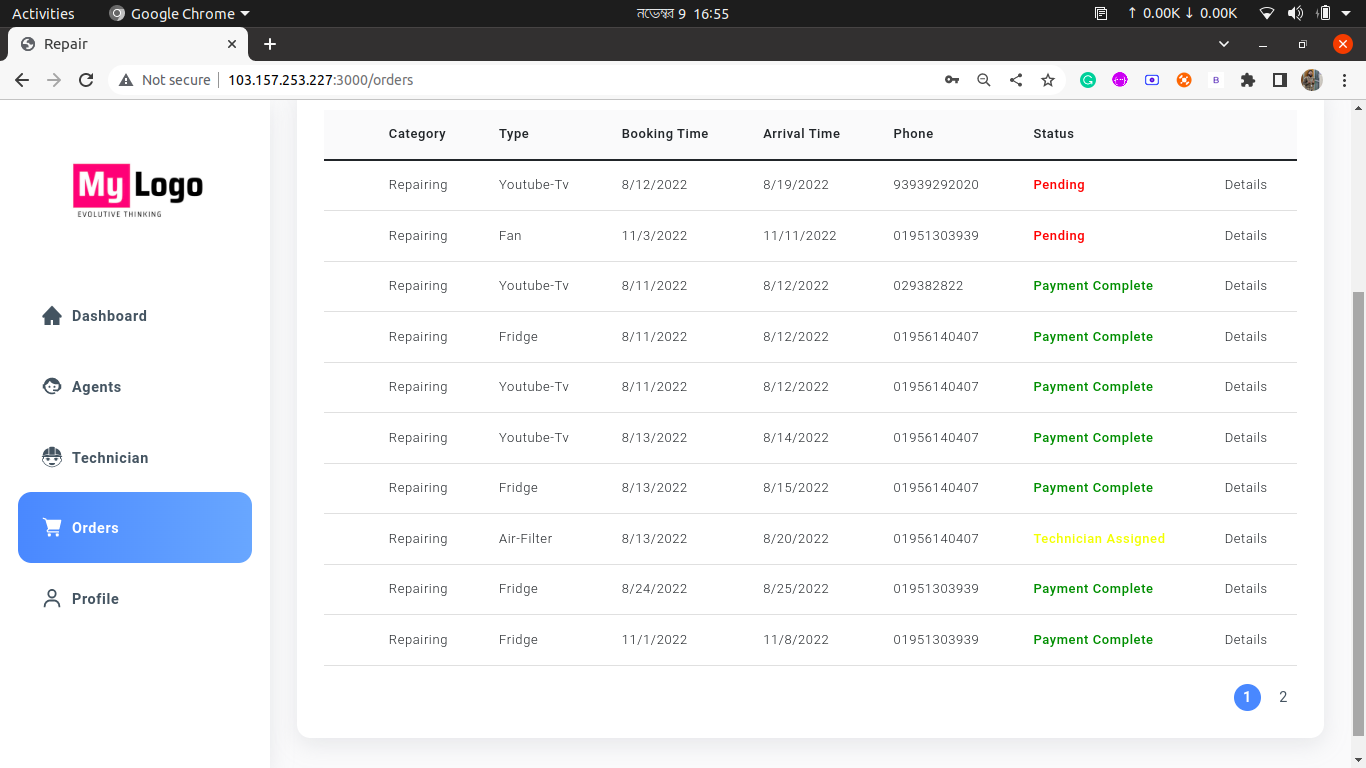 Activities Google Chrome নভেম্বর 9 16:55 ↑ 0.00K ↓ 0.00K
Repair
Not secure 103.157.253.227:3000/orders
My Logo
EVOLUTIVE THINKING
Dashboard
Agents
Technician
Orders
Profile
Category Type Booking Time Arrival Time Phone Status
Repairing Youtube-Tv 8/12/2022 8/19/2022 93939292020 Pending Details
Repairing Fan 11/3/2022 11/11/2022 01951303939 Pending Details
Repairing Youtube-Tv 8/11/2022 8/12/2022 029382822 Payment Complete Details
Repairing Fridge 8/11/2022 8/12/2022 01956140407 Payment Complete Details
Repairing Youtube-Tv 8/11/2022 8/12/2022 01956140407 Payment Complete Details
Repairing Youtube-Tv 8/13/2022 8/14/2022 01956140407 Payment Complete Details
Repairing Fridge 8/13/2022 8/15/2022 01956140407 Payment Complete Details
Repairing Air-Filter 8/13/2022 8/20/2022 01956140407 Technician Assigned Details
Repairing Fridge 8/24/2022 8/25/2022 01951303939 Payment Complete Details
Repairing Fridge 11/1/2022 11/8/2022 01951303939 Payment Complete Details
1 2